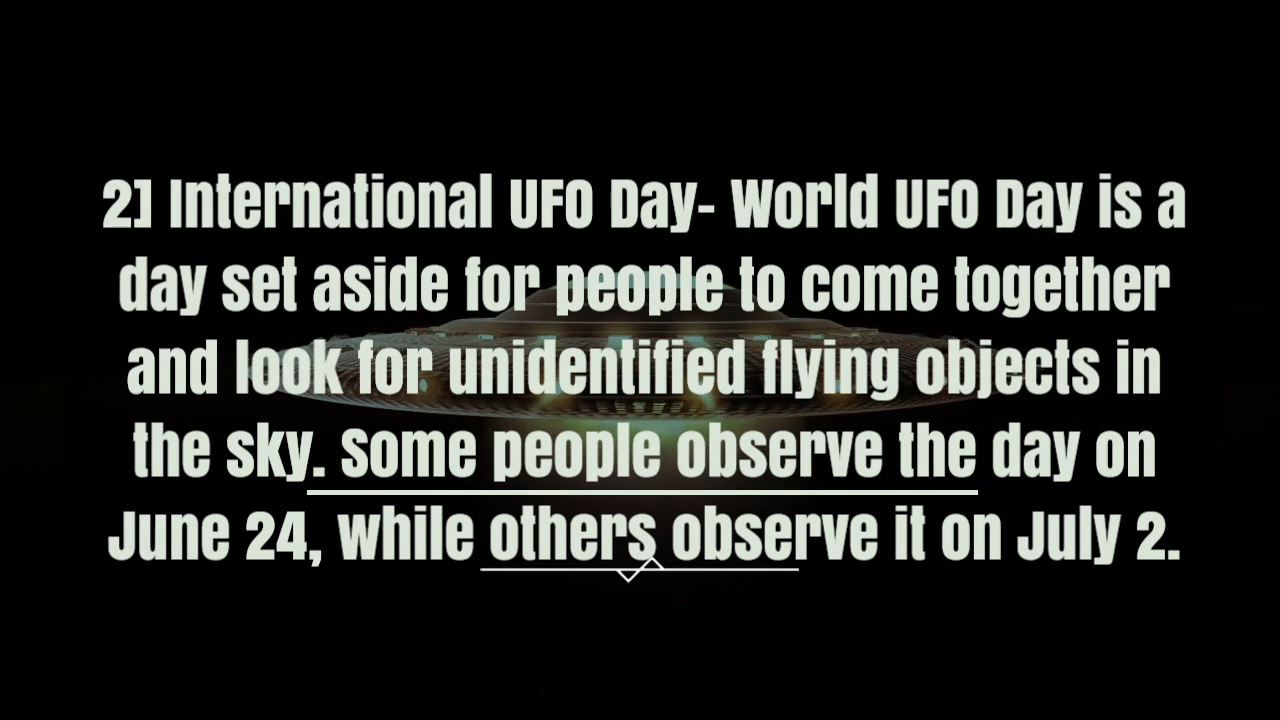 2] International UFO Day- World UFO Day is a
day set aside for people to come together
and look for unidentified flying objects in
the sky. Some people observe the day on
June 24, while others observe it on July 2.